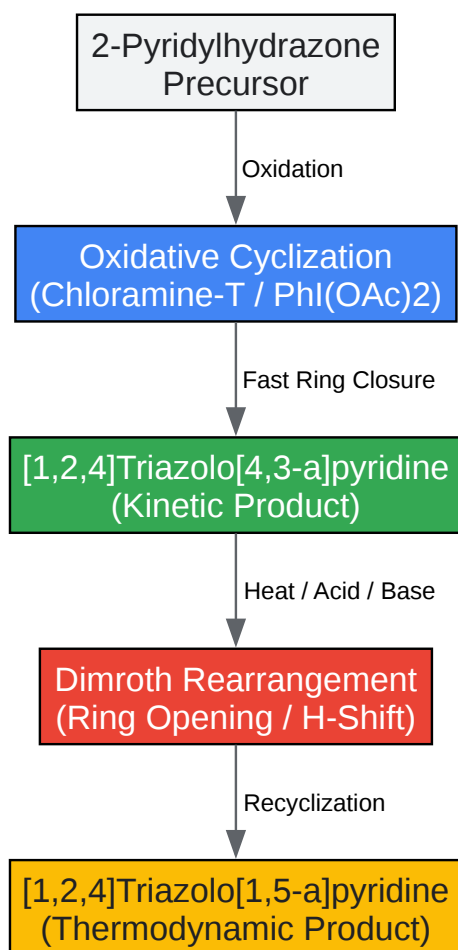 2-Pyridylhydrazone
Precursor
Oxidation
Oxidative Cyclization
(Chloramine-T / PhI(OAc)2)
Fast Ring Closure
[1,2,4]Triazolo[4,3-a]pyridine
(Kinetic Product)
Heat / Acid / Base
Dimroth Rearrangement
(Ring Opening / H-Shift)
Recyclization
[1,2,4]Triazolo[1,5-a]pyridine
(Thermodynamic Product)